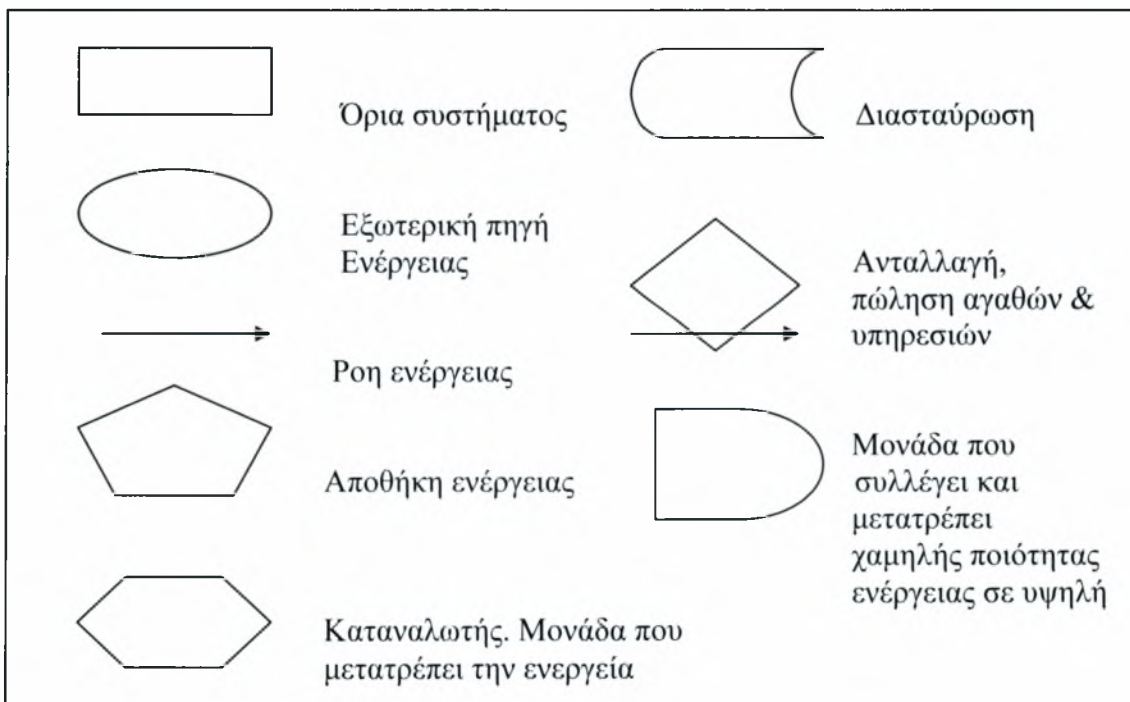 Όρια συστήματος
Εξωτερική πηγή
Ενέργειας
Ροη ενέργειας
Αποθήκη ενέργειας
Καταναλωτής. Μονάδα που
μετατρέπει την ενεργεία
Διασταύρωση
Ανταλλαγή,
πώληση αγαθών &
υπηρεσιών
Μονάδα που
συλλέγει και
μετατρέπει
χαμηλής ποιότητας
ενέργειας σε υψηλή